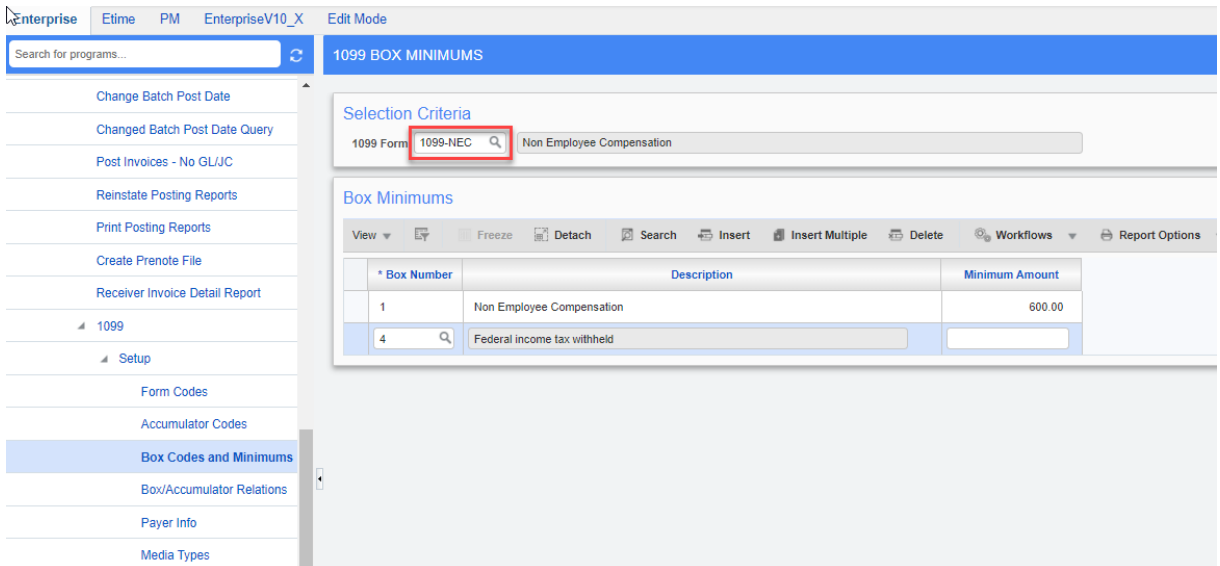 Enterprise Etime PM EnterpriseV10_X Edit Mode
Search for programs...
1099 BOX MINIMUMS
Change Batch Post Date
Changed Batch Post Date Query
Post Invoices - No GL/JC
Reinstate Posting Reports
Print Posting Reports
Create Prenote File
Receiver Invoice Detail Report
1099
Setup
Form Codes
Accumulator Codes
Box Codes and Minimums
Box/Accumulator Relations
Payer Info
Media Types
Selection Criteria
1099 Form 1099-NEC Non Employee Compensation
Box Minimums
View Freeze Detach Search Insert Insert Multiple Delete Workflows Report Options
* Box Number Description Minimum Amount
1 Non Employee Compensation 600.00
4 Federal income tax withheld